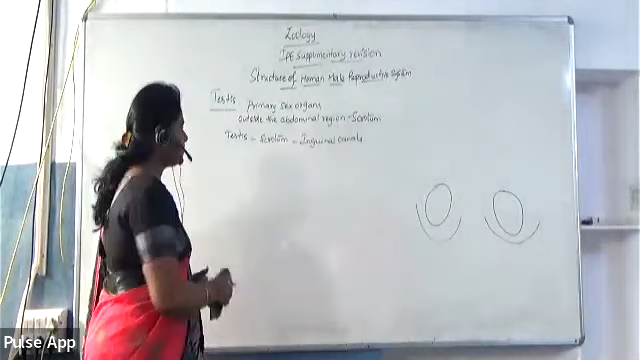 Zoology
IPE Supplimentary revision
Structure of Human Male Reproductive System
Testis Primary Sex organs
outside the abdominal region - Scrotum
Testis - Scrotum - Inguinal canals
Pulse App